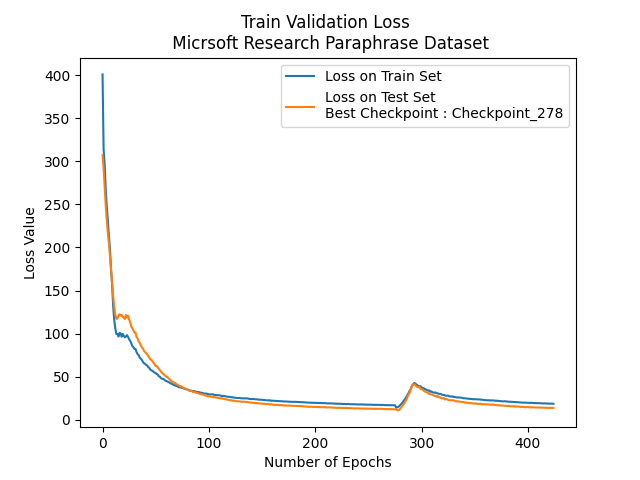 Train Validation Loss
Micrsoft Research Paraphrase Dataset
Loss on Train Set
Loss on Test Set
Best Checkpoint : Checkpoint_278
400
350
300
250
200
150
100
50
0
Loss Value
0 100 200 300 400
Number of Epochs